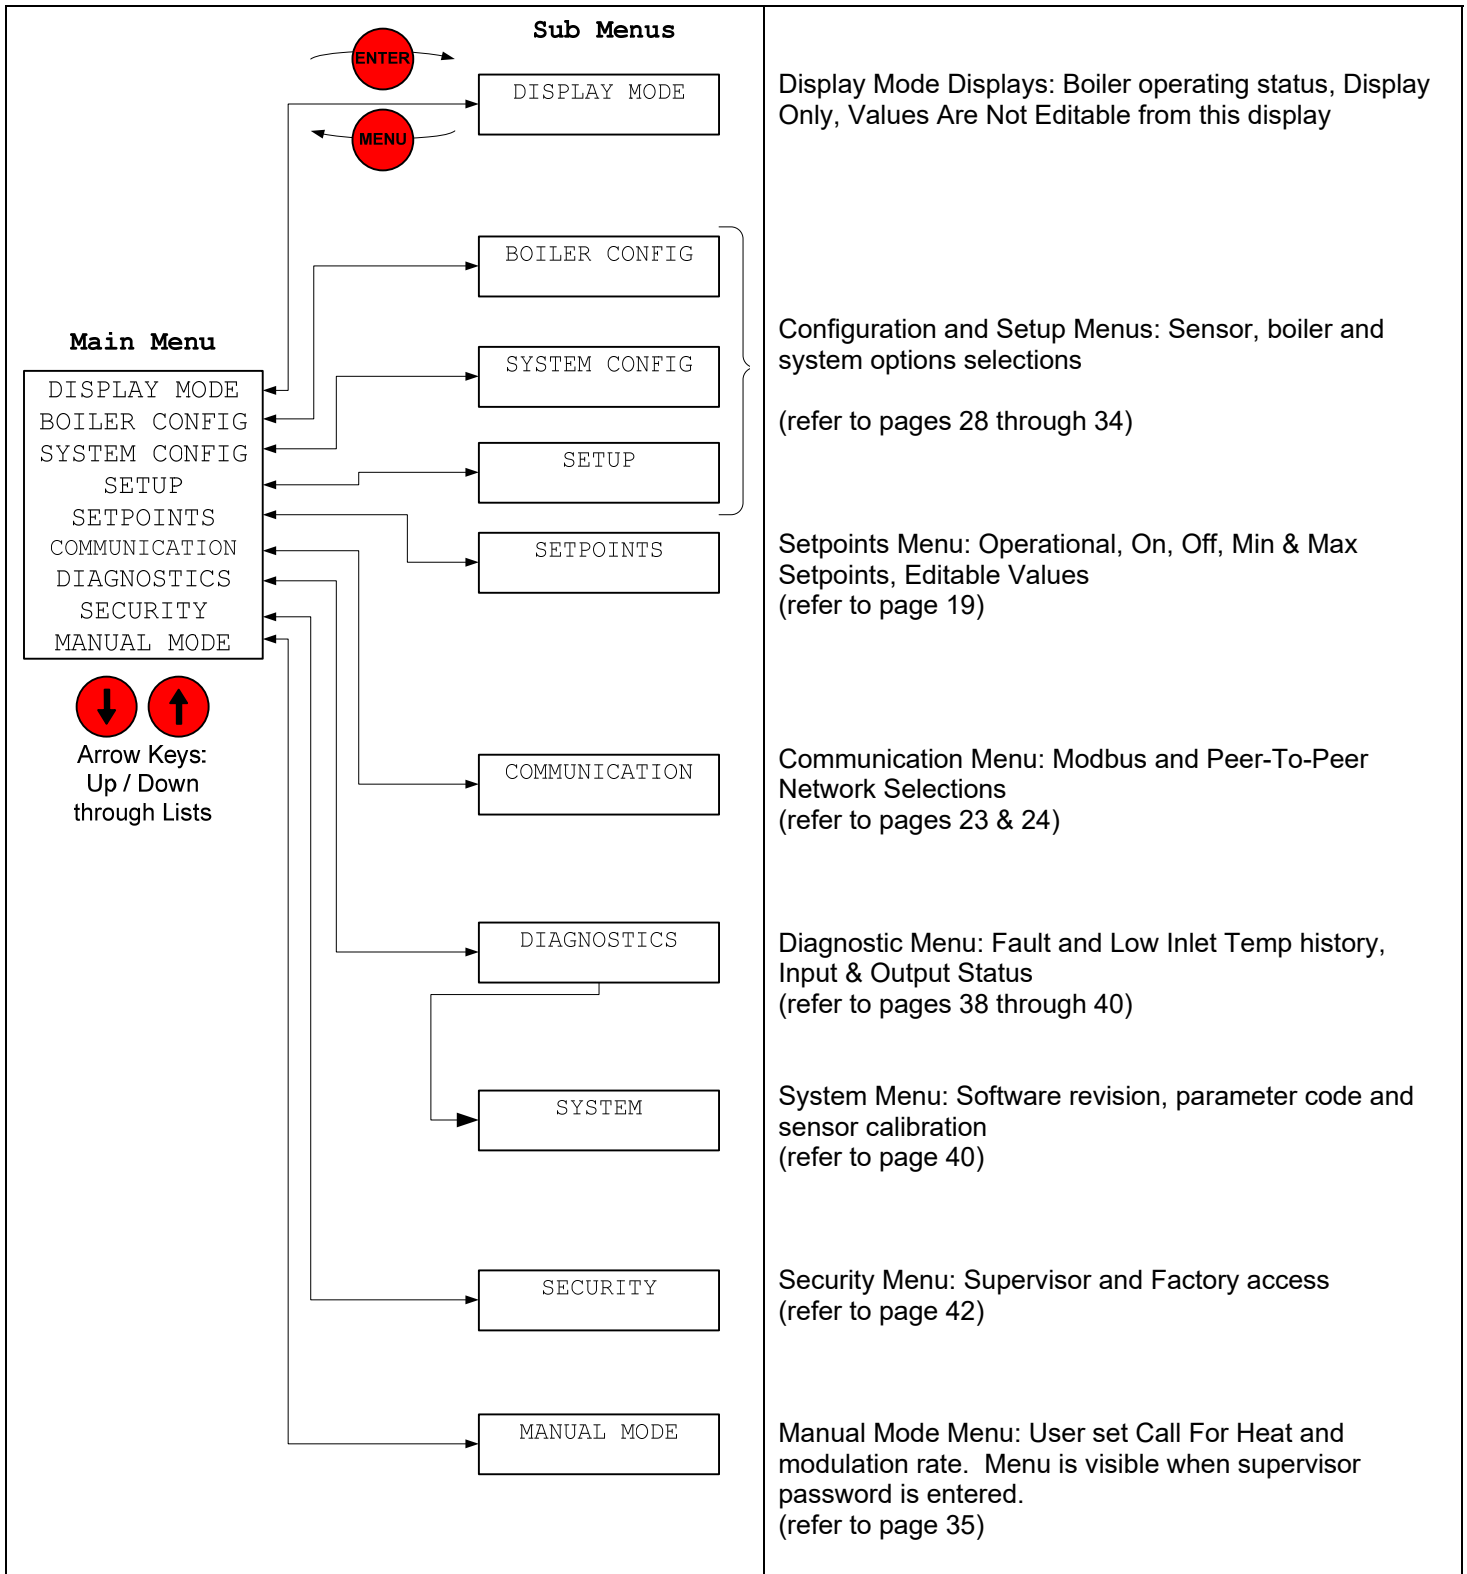 Sub Menus
ENTER
MENU
DISPLAY MODE
Display Mode Displays: Boiler operating status, Display
Only, Values Are Not Editable from this display
BOILER CONFIG
SYSTEM CONFIG
SETUP
Configuration and Setup Menus: Sensor, boiler and
system options selections
(refer to pages 28 through 34)
Main Menu
DISPLAY MODE
BOILER CONFIG
SYSTEM CONFIG
SETUP
SETPOINTS
COMMUNICATION
DIAGNOSTICS
SECURITY
MANUAL MODE
Arrow Keys:
Up / Down
through Lists
SETPOINTS
Setpoints Menu: Operational, On, Off, Min & Max
Setpoints, Editable Values
(refer to page 19)
COMMUNICATION
Communication Menu: Modbus and Peer-To-Peer
Network Selections
(refer to pages 23 & 24)
DIAGNOSTICS
Diagnostic Menu: Fault and Low Inlet Temp history,
Input & Output Status
(refer to pages 38 through 40)
SYSTEM
System Menu: Software revision, parameter code and
sensor calibration
(refer to page 40)
SECURITY
Security Menu: Supervisor and Factory access
(refer to page 42)
MANUAL MODE
Manual Mode Menu: User set Call For Heat and
modulation rate.  Menu is visible when supervisor
password is entered.
(refer to page 35)